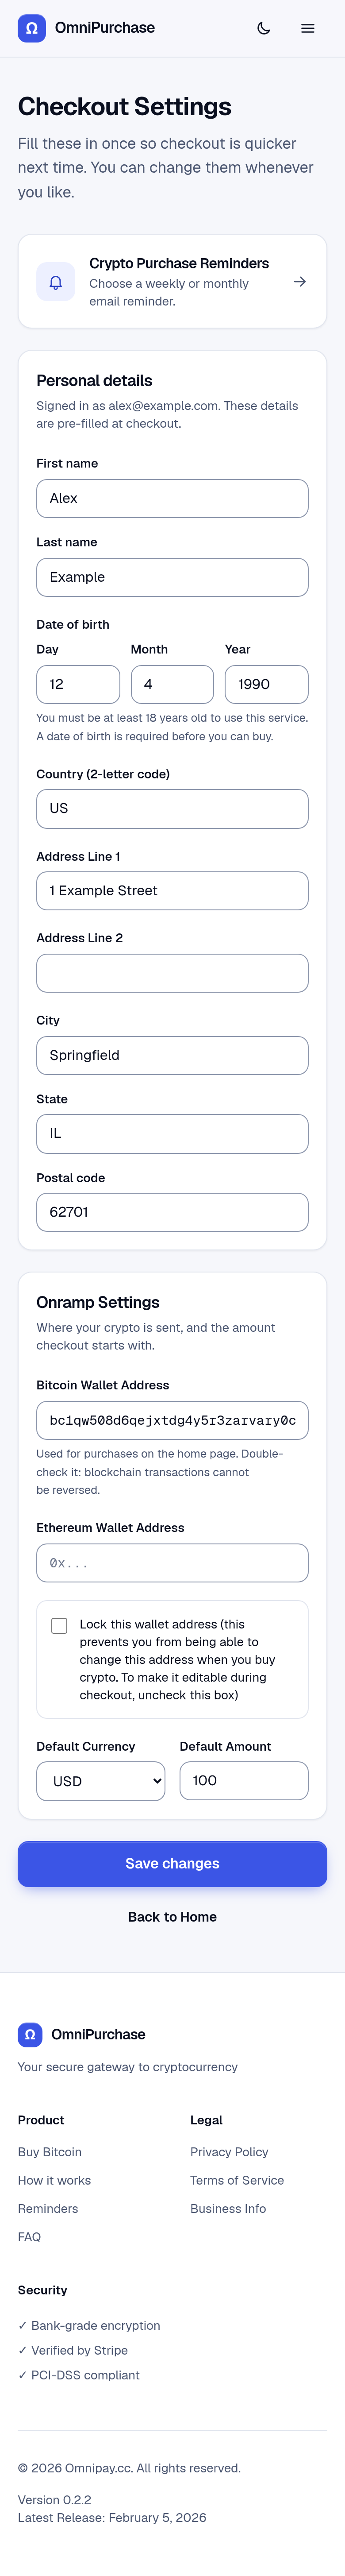 Ω OmniPurchase
Checkout Settings
Fill these in once so checkout is quicker
next time. You can change them whenever
you like.
Crypto Purchase Reminders
Choose a weekly or monthly
email reminder.
Personal details
Signed in as alex@example.com. These details
are pre-filled at checkout.
First name
Alex
Last name
Example
Date of birth
Day Month Year
12 4 1990
You must be at least 18 years old to use this service.
A date of birth is required before you can buy.
Country (2-letter code)
US
Address Line 1
1 Example Street
Address Line 2
City
Springfield
State
IL
Postal code
62701
Onramp Settings
Where your crypto is sent, and the amount
checkout starts with.
Bitcoin Wallet Address
bc1qw508d6qejxtdg4y5r3zarvary0c
Used for purchases on the home page. Double-
check it: blockchain transactions cannot
be reversed.
Ethereum Wallet Address
0x...
Lock this wallet address (this
prevents you from being able to
change this address when you buy
crypto. To make it editable during
checkout, uncheck this box)
Default Currency Default Amount
USD 100
Save changes
Back to Home
Ω OmniPurchase
Your secure gateway to cryptocurrency
Product
Buy Bitcoin
How it works
Reminders
FAQ
Legal
Privacy Policy
Terms of Service
Business Info
Security
✓ Bank-grade encryption
✓ Verified by Stripe
✓ PCI-DSS compliant
© 2026 Omnipay.cc. All rights reserved.
Version 0.2.2
Latest Release: February 5, 2026